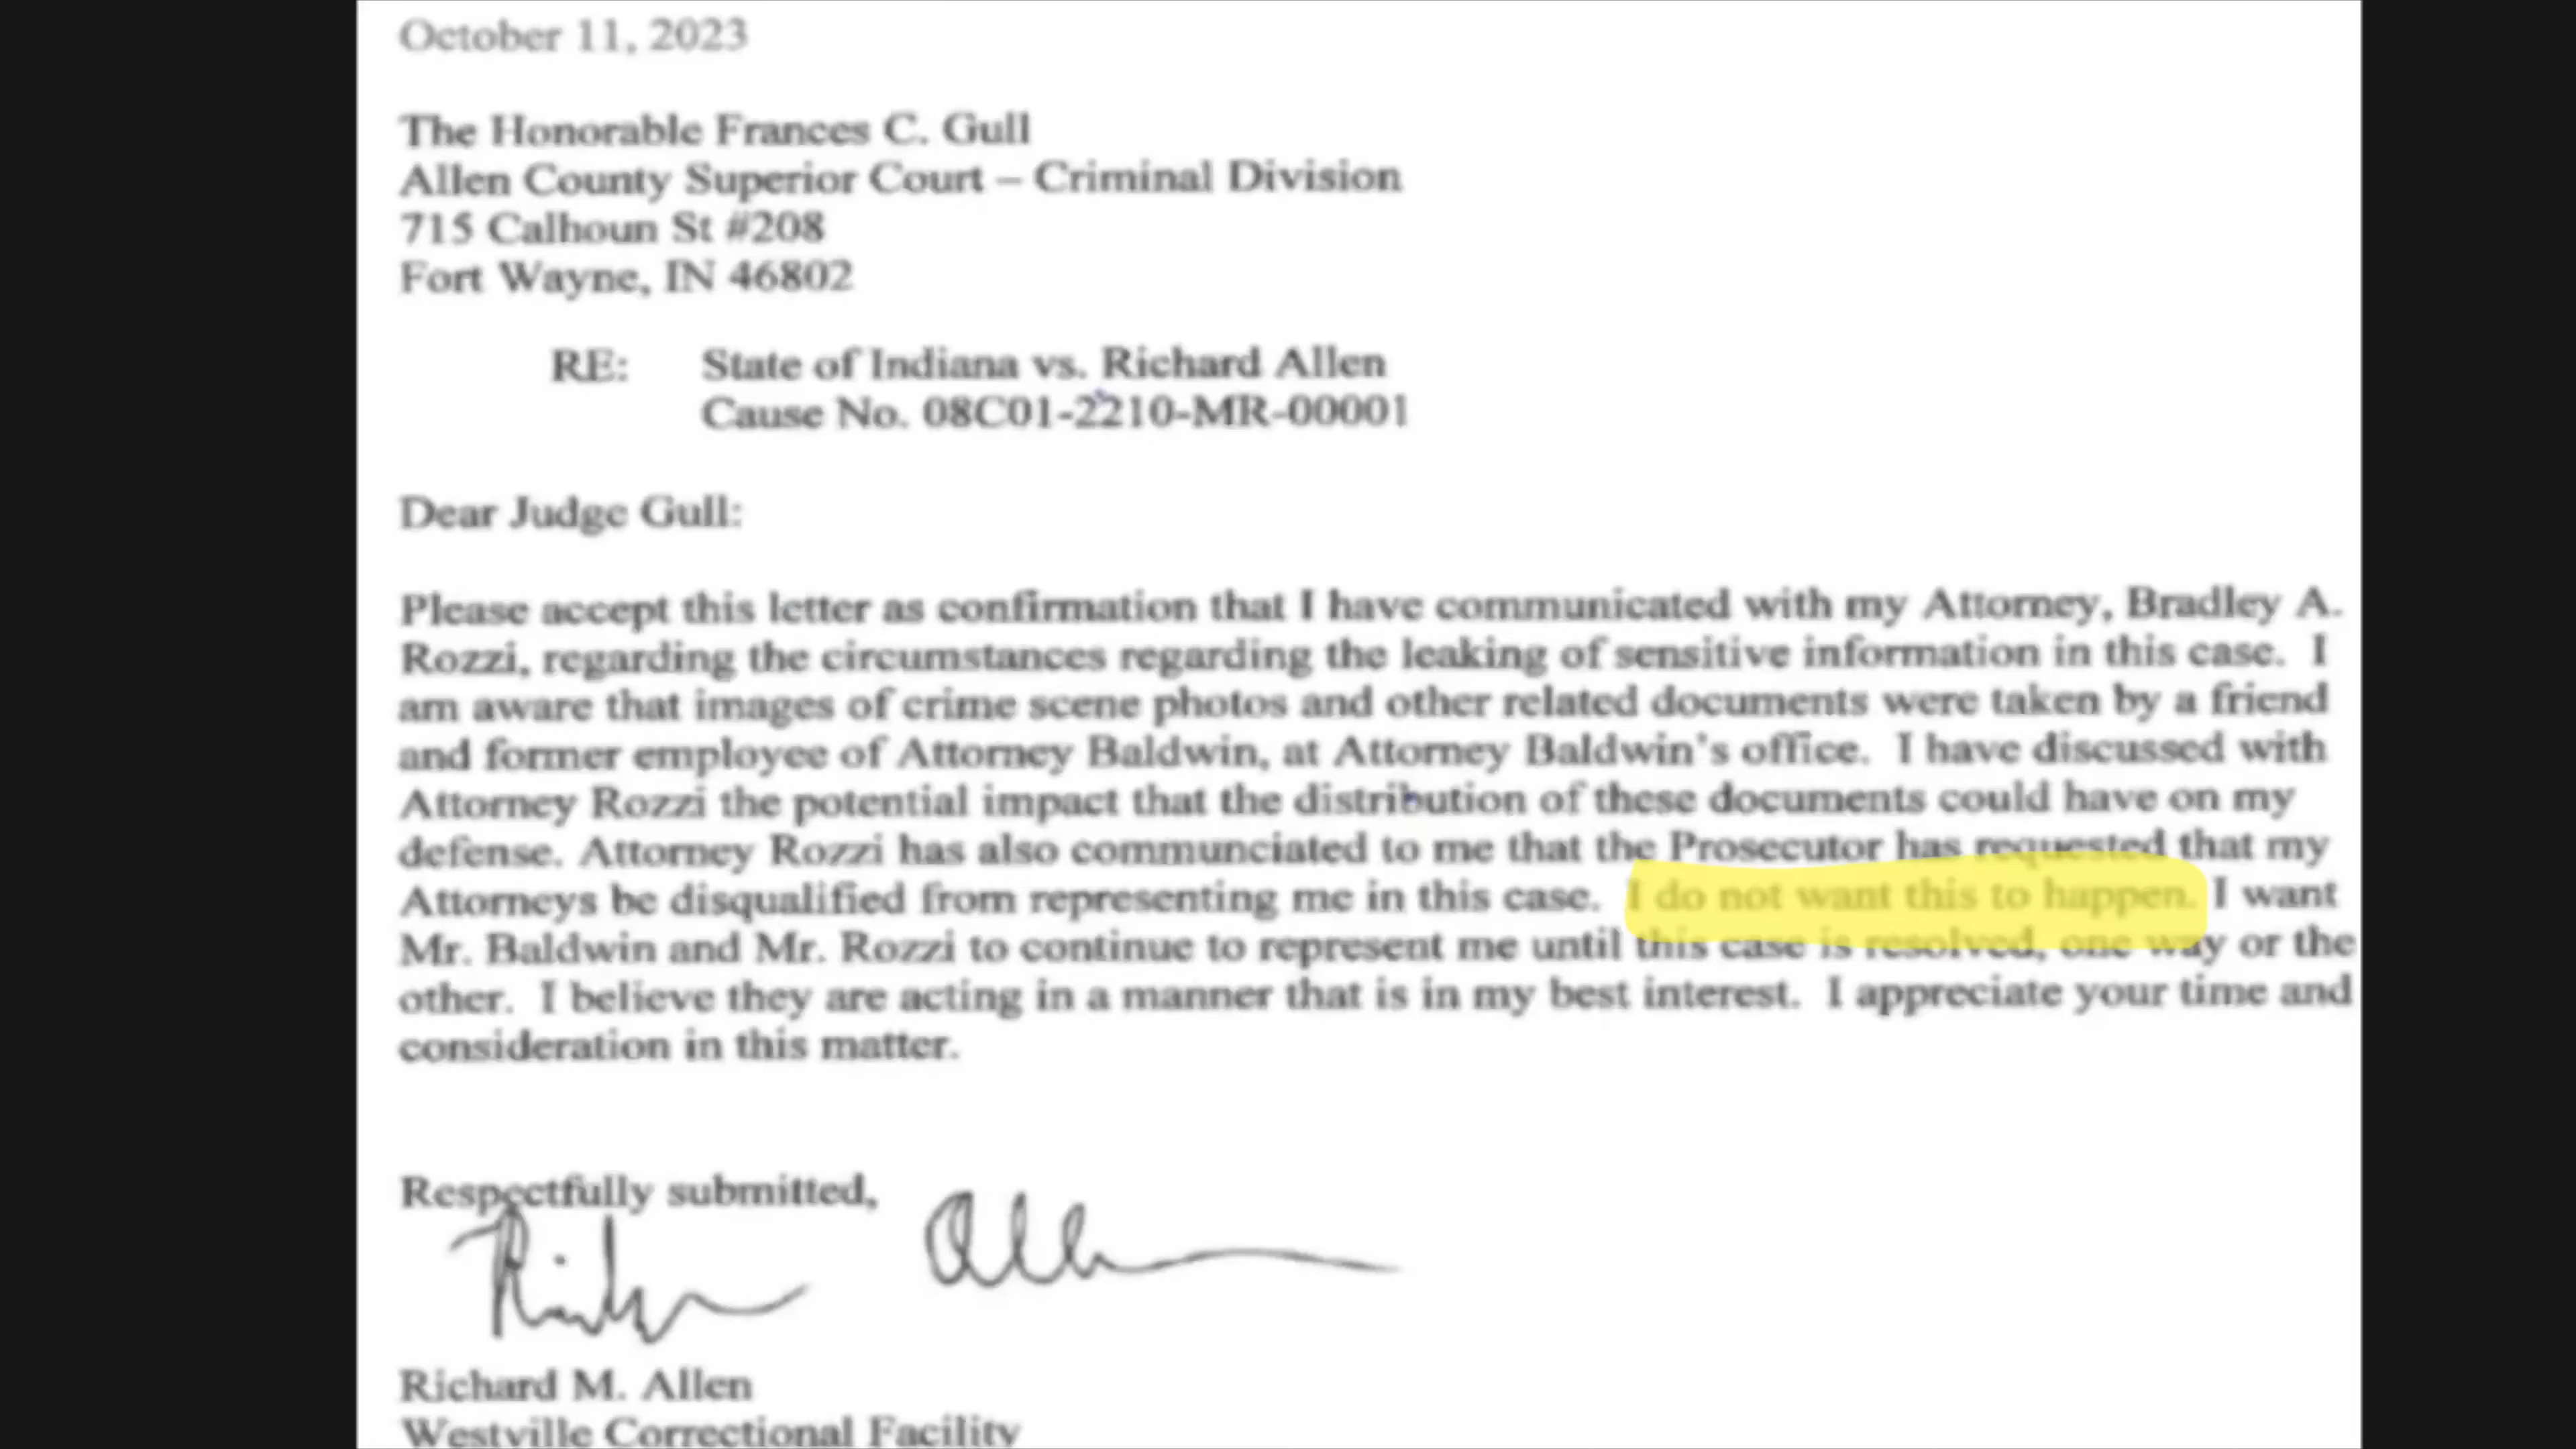 October 11, 2023
The Honorable Frances C. Gull
Allen County Superior Court – Criminal Division
715 Calhoun St #208
Fort Wayne, IN 46802
RE: State of Indiana vs. Richard Allen
Cause No. 08C01-2210-MR-00001
Dear Judge Gull:
Please accept this letter as confirmation that I have communicated with my Attorney, Bradley A.
Rozzi, regarding the circumstances regarding the leaking of sensitive information in this case. I
am aware that images of crime scene photos and other related documents were taken by a friend
and former employee of Attorney Baldwin, at Attorney Baldwin's office. I have discussed with
Attorney Rozzi the potential impact that the distribution of these documents could have on my
defense. Attorney Rozzi has also communciated to me that the Prosecutor has requested that my
Attorneys be disqualified from representing me in this case. I do not want this to happen. I want
Mr. Baldwin and Mr. Rozzi to continue to represent me until this case is resolved, one way or the
other. I believe they are acting in a manner that is in my best interest. I appreciate your time and
consideration in this matter.
Respectfully submitted,
Richard M. Allen
Westville Correctional Facility